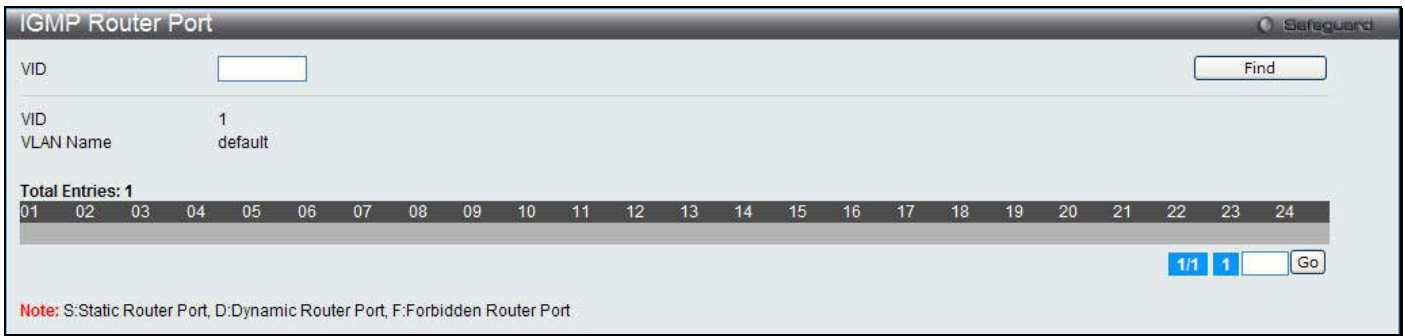 IGMP Router Port
Safeguard
VID
Find
VID 1
VLAN Name default
Total Entries: 1
01 02 03 04 05 06 07 08 09 10 11 12 13 14 15 16 17 18 19 20 21 22 23 24
1/1 1 Go
Note: S:Static Router Port, D:Dynamic Router Port, F:Forbidden Router Port